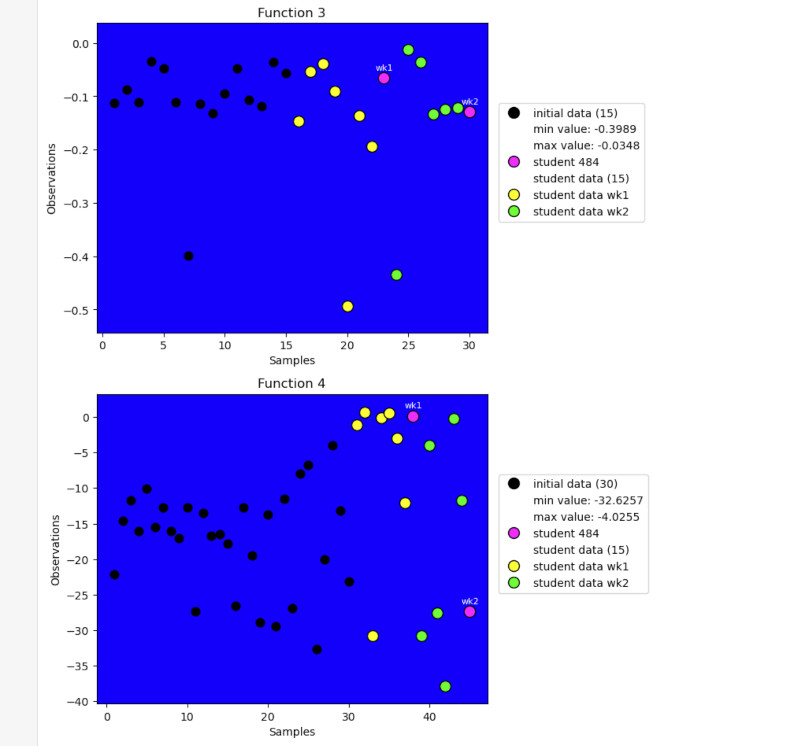 Function 3
0.0
−0.1
−0.2
−0.3
−0.4
−0.5
Observations
wk1
wk2
0 5 10 15 20 25 30
Samples
initial data (15)
min value: -0.3989
max value: -0.0348
student 484
student data (15)
student data wk1
student data wk2
Function 4
0
−5
−10
−15
−20
−25
−30
−35
−40
Observations
wk1
wk2
0 10 20 30 40
Samples
initial data (30)
min value: -32.6257
max value: -4.0255
student 484
student data (15)
student data wk1
student data wk2